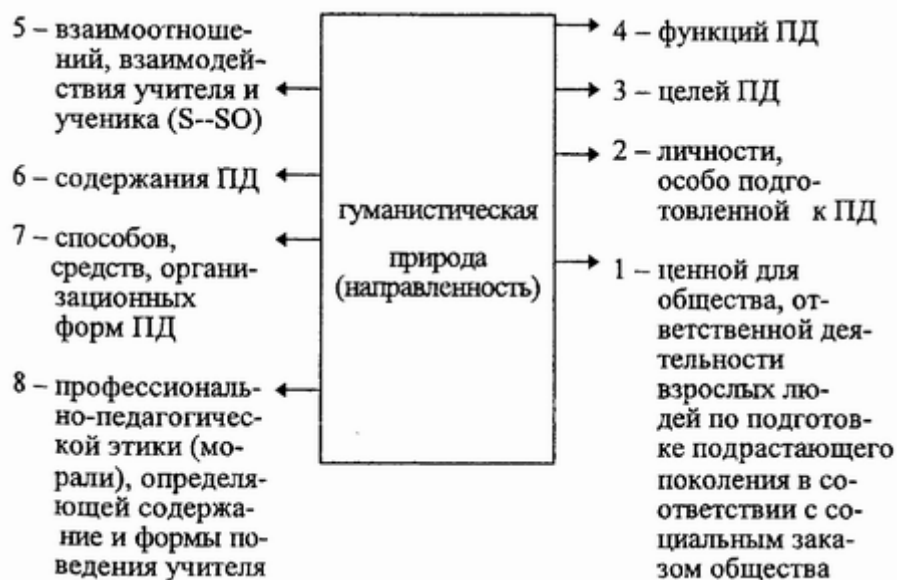 5 – взаимоотноше-
ний, взаимодей-
ствия учителя и
ученика (S--SO)
6 – содержания ПД
7 – способов,
средств, органи-
зационных
форм ПД
8 – профессиональ-
но-педагогичес-
кой этики (мо-
рали), определя-
ющей содержа-
ние и формы по-
ведения учителя
гуманистическая
природа
(направленность)
4 – функций ПД
3 – целей ПД
2 – личности,
особо подго-
товленной к ПД
1 – ценной для
общества, от-
ветственной дея-
тельности
взрослых лю-
дей по подготов-
ке подрастающего
поколения в со-
ответствии с со-
циальным зака-
зом общества